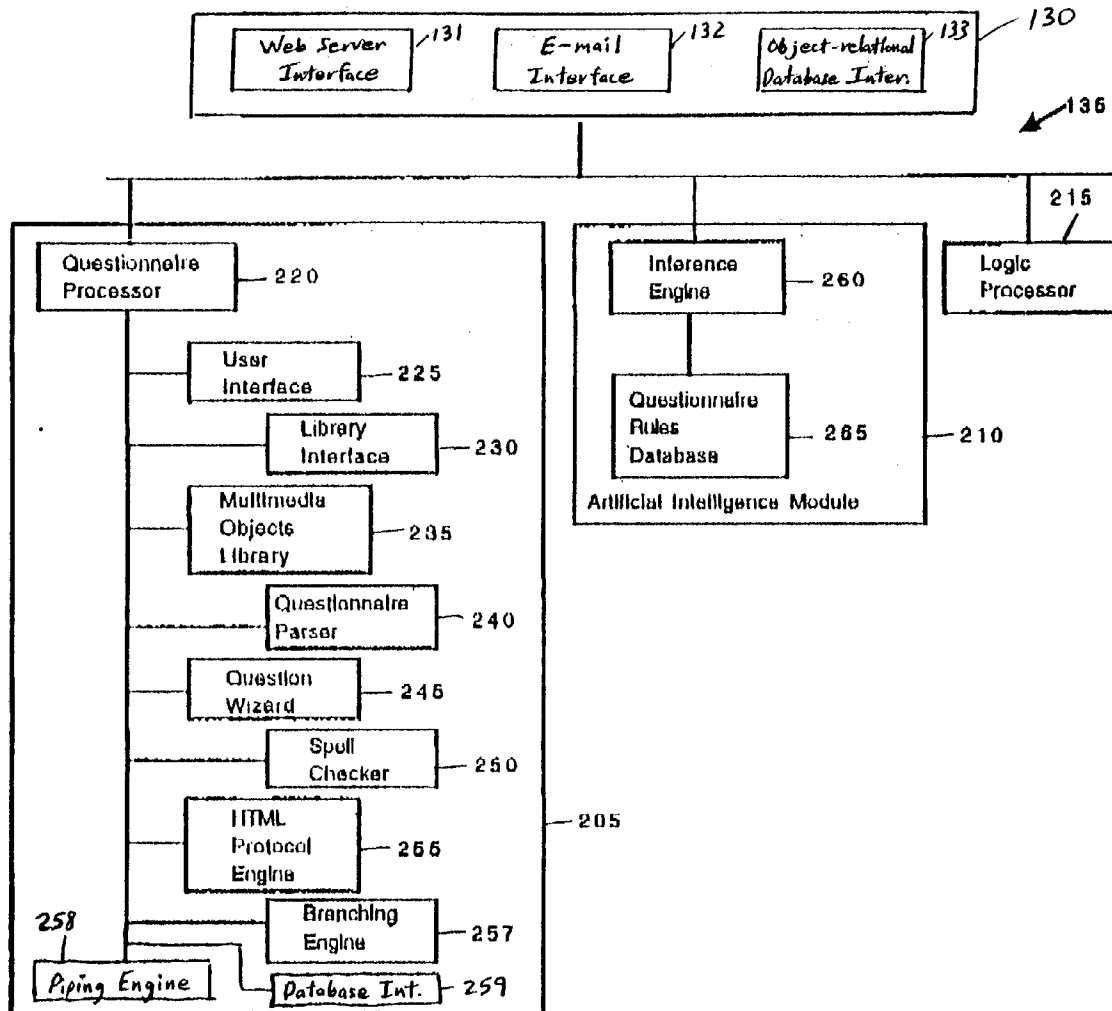 130
Web Server
Interface
131
E-mail
Interface
132
Object-relational
Database Inter.
133
136
215
Questionnaire
Processor
220
Inference
Engine
260
Logic
Processor
User
Interface
225
Library
Interface
230
Questionnaire
Rules
Database
265
210
Artificial Intelligence Module
Multimedia
Objects
Library
235
Questionnaire
Parser
240
Question
Wizard
245
Spell
Checker
250
205
HTML
Protocol
Engine
255
Branching
Engine
257
258
Piping Engine
Database Int.
259